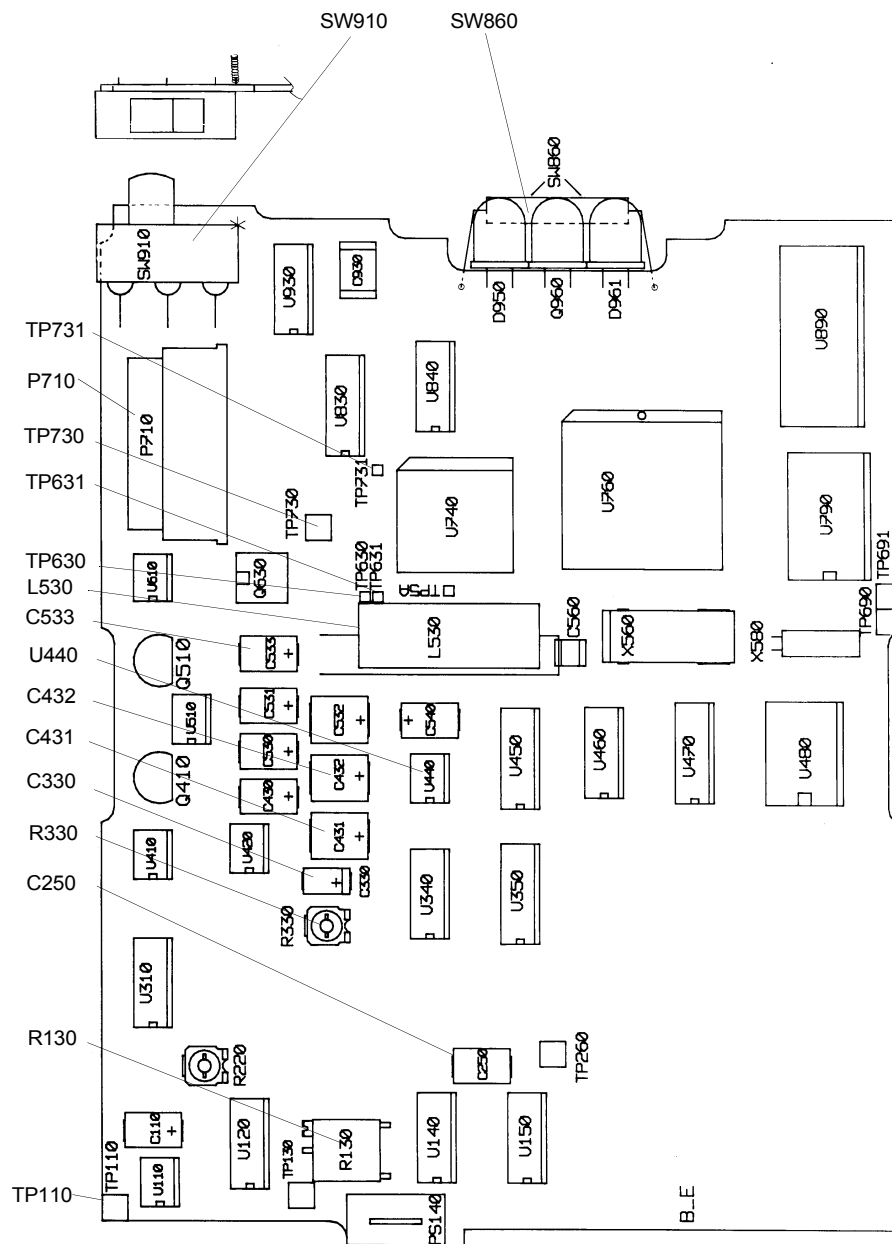 SW910
SW860
SW860
SW910
U930
D930
D950
Q960
D961
U890
TP731
P710
TP730
TP631
TP630
L530
C533
U440
C432
C431
C330
R330
C250
R130
TP110
P710
U830
U840
TP731
TP730
U740
U760
U790
TP691
TP690
U610
Q630
TP630
TP631
TP5A
L530
C560
X560
X580
Q510
C533
U510
C531
C532
C540
C530
Q410
C430
C432
U440
U450
U460
U470
U480
U410
U420
C431
C330
R330
U340
U350
U310
R220
C250
TP260
C110
TP110
U110
U120
TP130
R130
U140
U150
PS140
B_E